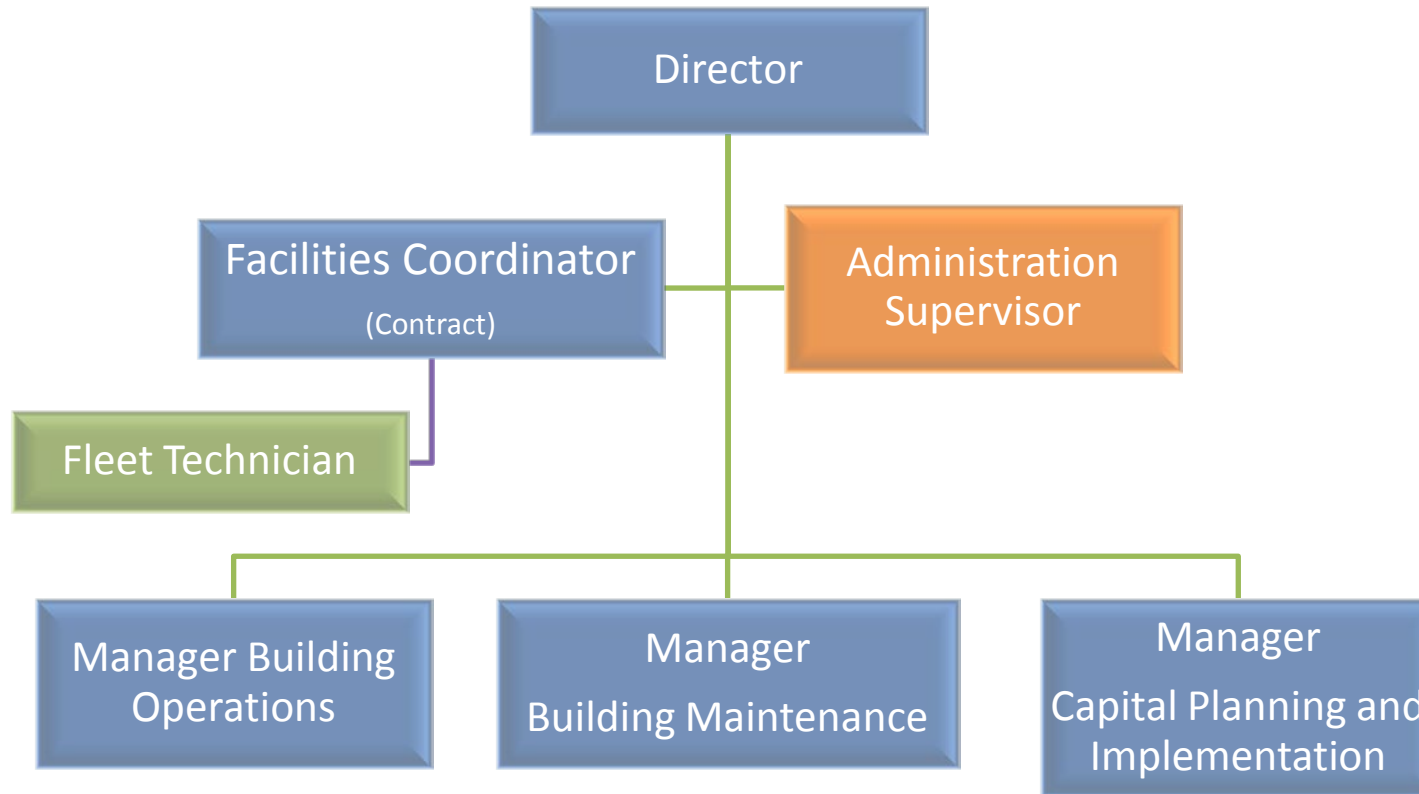 Director
Facilities Coordinator
(Contract)
Administration
Supervisor
Fleet Technician
Manager Building
Operations
Manager
Building Maintenance
Manager
Capital Planning and
Implementation